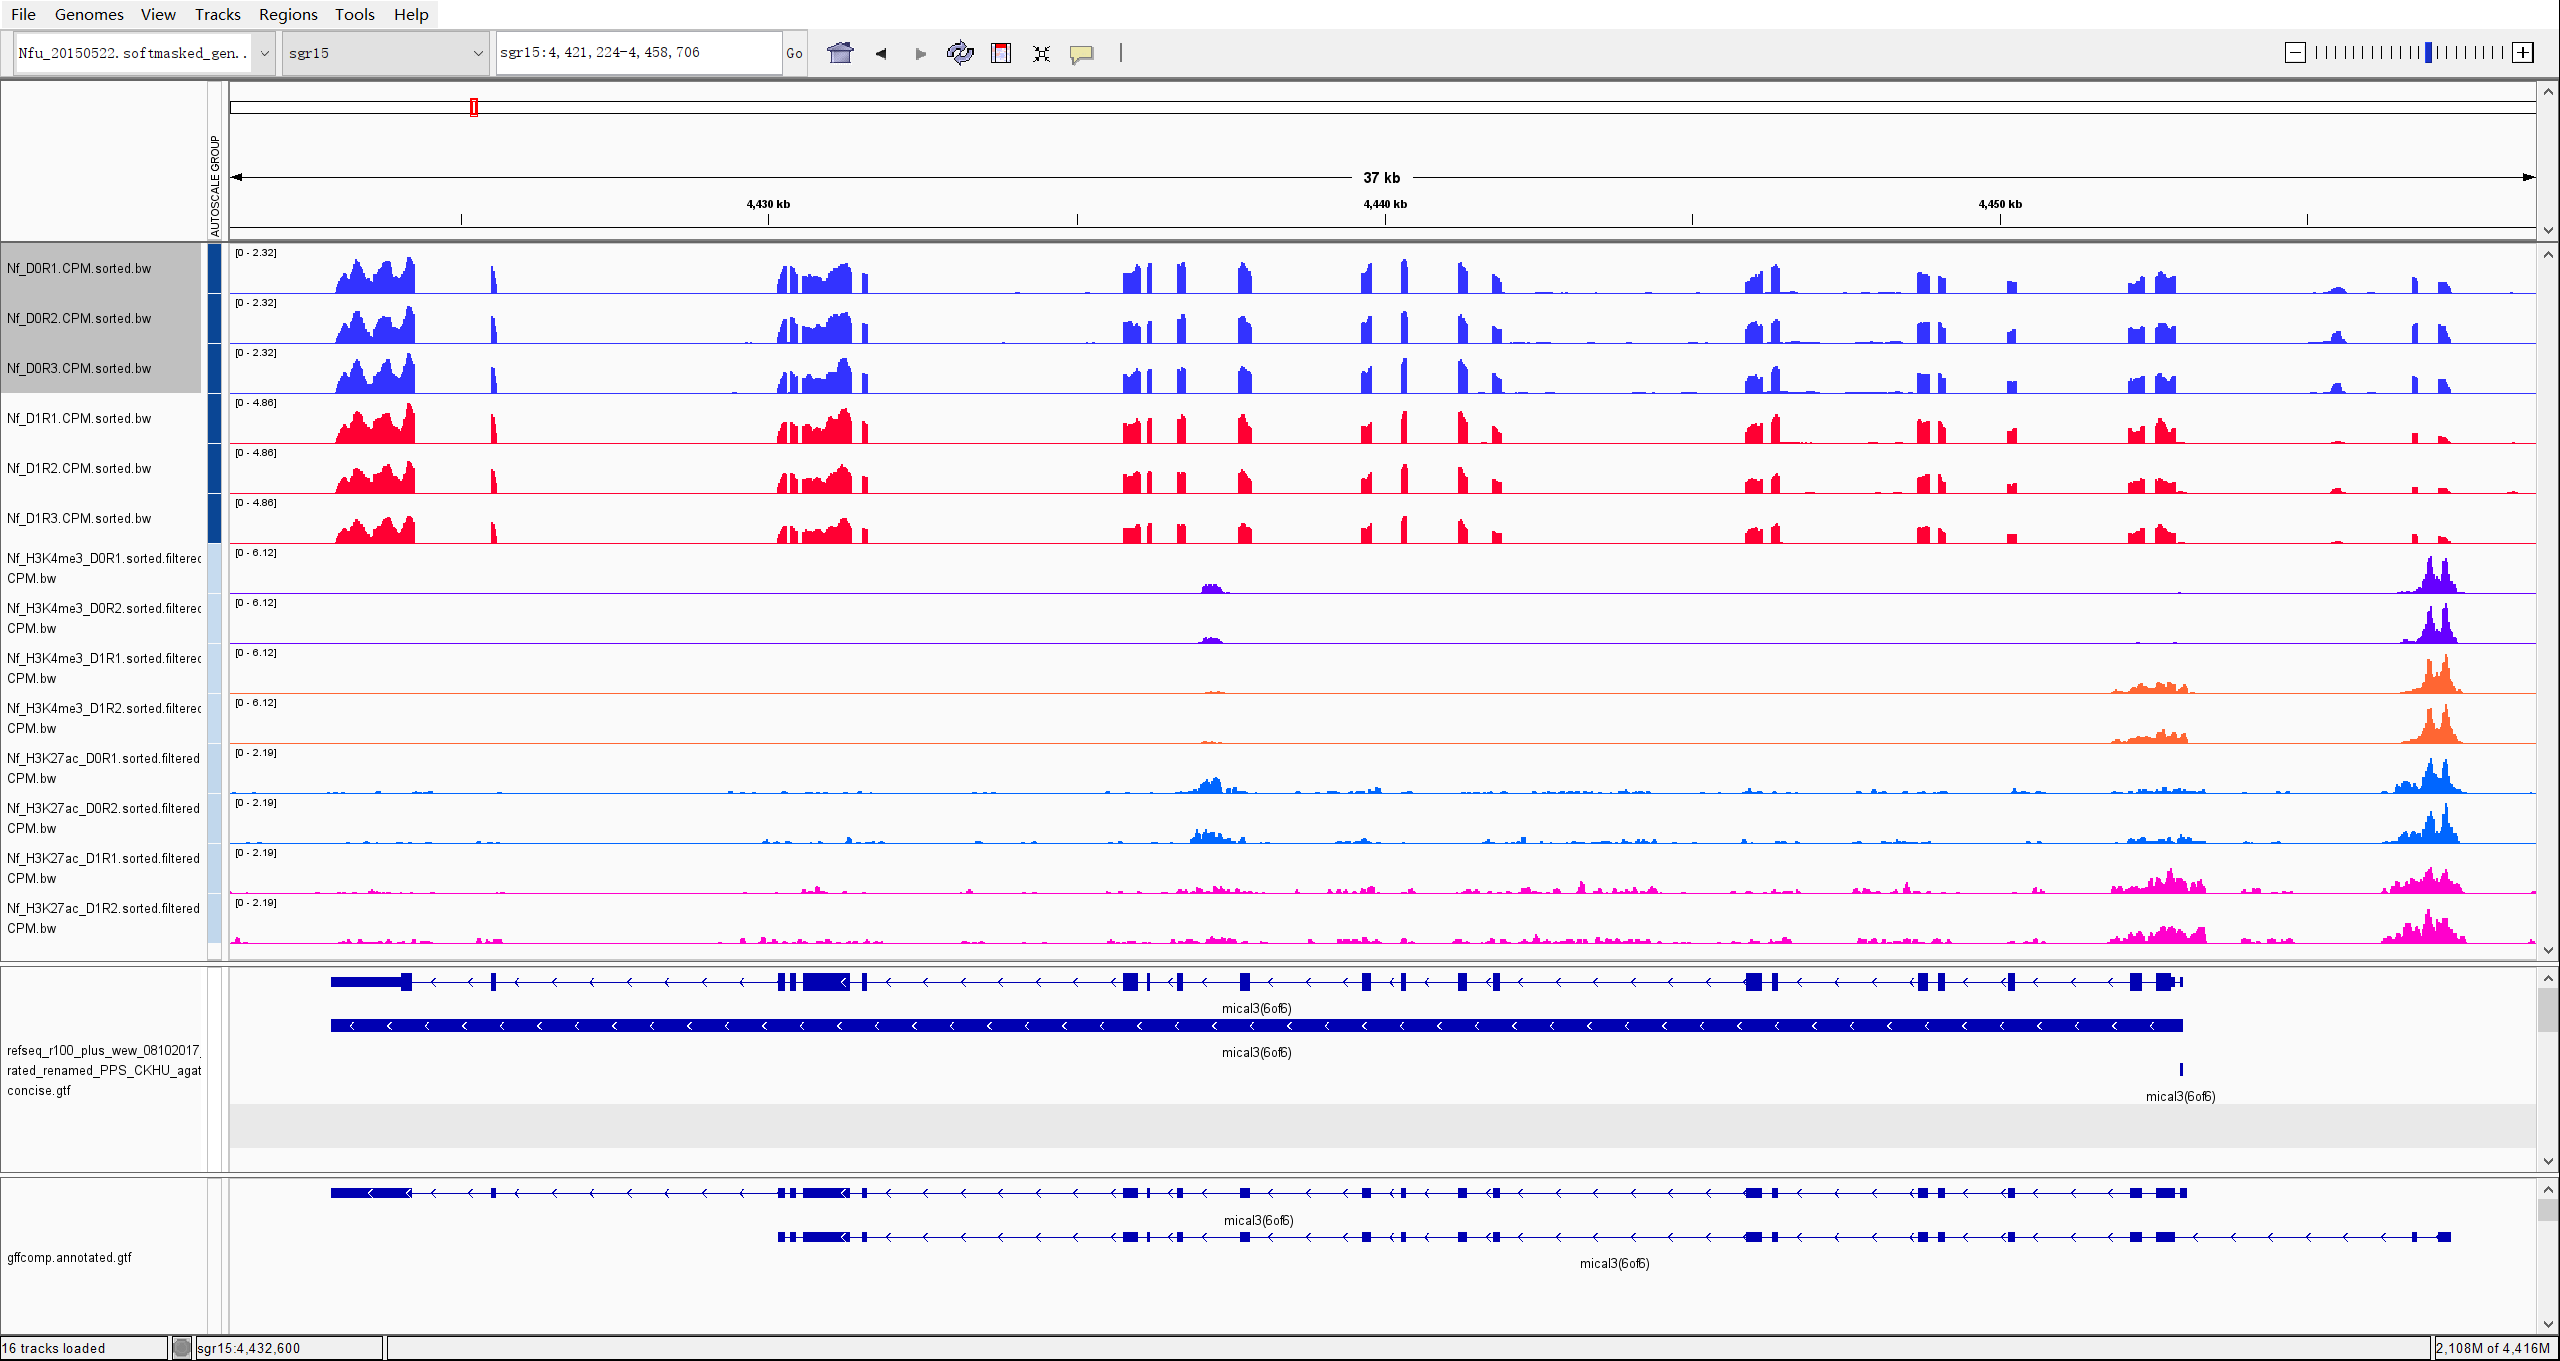 File Genomes View Tracks Regions Tools Help
Nfu_20150522.softmasked_gen.. sgr15 sgr15:4,421,224-4,458,706 Go
AUTOSCALE GROUP
37 kb
4,430 kb 4,440 kb 4,450 kb
[0 - 2.32]
Nf_D0R1.CPM.sorted.bw
[0 - 2.32]
Nf_D0R2.CPM.sorted.bw
[0 - 2.32]
Nf_D0R3.CPM.sorted.bw
[0 - 4.86]
Nf_D1R1.CPM.sorted.bw
[0 - 4.86]
Nf_D1R2.CPM.sorted.bw
[0 - 4.86]
Nf_D1R3.CPM.sorted.bw
[0 - 6.12]
Nf_H3K4me3_D0R1.sorted.filtered
CPM.bw
[0 - 6.12]
Nf_H3K4me3_D0R2.sorted.filtered
CPM.bw
[0 - 6.12]
Nf_H3K4me3_D1R1.sorted.filtered
CPM.bw
[0 - 6.12]
Nf_H3K4me3_D1R2.sorted.filtered
CPM.bw
[0 - 2.19]
Nf_H3K27ac_D0R1.sorted.filtered
CPM.bw
[0 - 2.19]
Nf_H3K27ac_D0R2.sorted.filtered
CPM.bw
[0 - 2.19]
Nf_H3K27ac_D1R1.sorted.filtered
CPM.bw
[0 - 2.19]
Nf_H3K27ac_D1R2.sorted.filtered
CPM.bw
mical3(6of6)
mical3(6of6)
mical3(6of6)
refseq_r100_plus_wew_08102017_
rated_renamed_PPS_CKHU_agat
concise.gtf
mical3(6of6)
mical3(6of6)
gffcomp.annotated.gtf
16 tracks loaded sgr15:4,432,600 2,108M of 4,416M